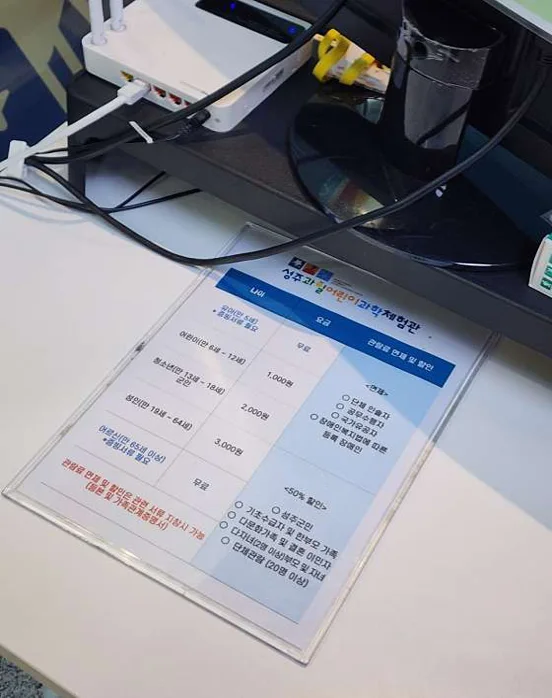 성주과학어린이과학체험관
나이
요금
관람료 면제 및 할인
유아(만 5세)
*증빙서류 필요
무료
어린이(만 6세 ~ 12세)
1,000원
청소년(만 13세 ~ 18세)
군인
2,000원
성인(만 19세 ~ 64세)
3,000원
어르신(만 65세 이상)
*증빙서류 필요
무료
<면제>
○ 단체 인솔자
○ 공무수행자
○ 국가유공자
○ 장애인복지법에 따른
등록 장애인
<50% 할인>
○ 성주군민
○ 기초수급자 및 한부모 가족
○ 다문화가족 및 결혼 이민자
○ 다자녀(2명 이상)부모 및 자녀
○ 단체관람 (20명 이상)
관람료 면제 및 할인은 관련 서류 지참시 가능
(등본 및 가족관계증명서)